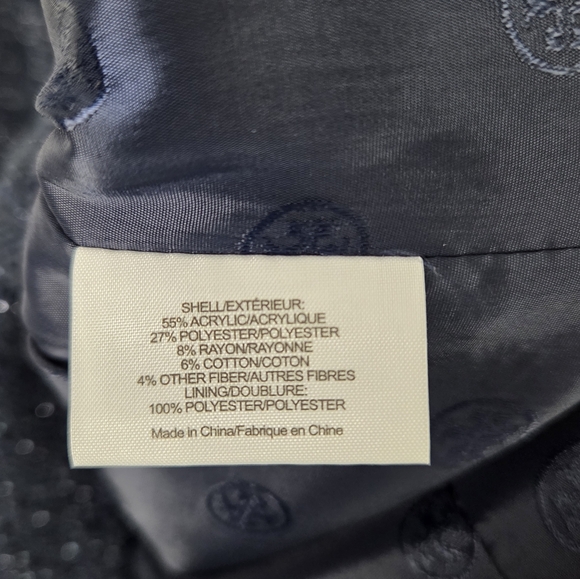 SHELL/EXTÉRIEUR:
55% ACRYLIC/ACRYLIQUE
27% POLYESTER/POLYESTER
8% RAYON/RAYONNE
6% COTTON/COTON
4% OTHER FIBER/AUTRES FIBRES
LINING/DOUBLURE:
100% POLYESTER/POLYESTER
Made in China/Fabrique en Chine